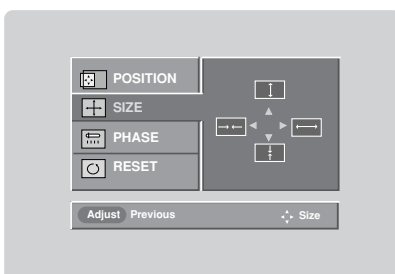 POSITION
SIZE
PHASE
RESET
Adjust Previous Size